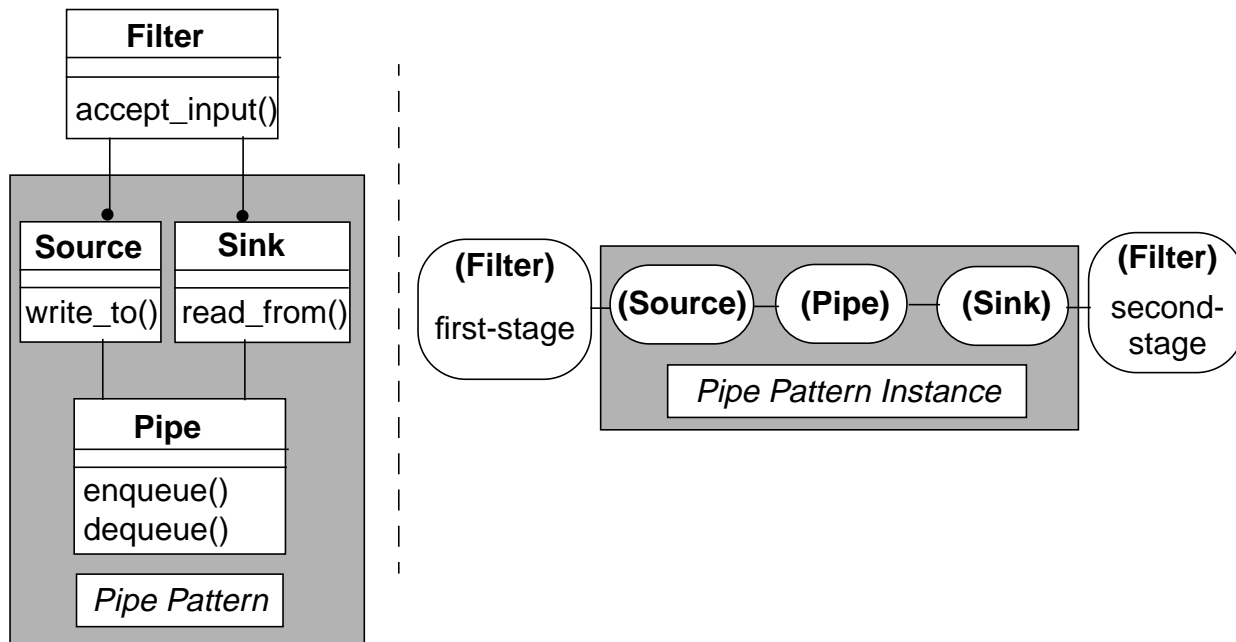 Filter
accept_input()
Source
write_to()
Sink
read_from()
Pipe
enqueue()
dequeue()
Pipe Pattern
(Filter)
first-stage
(Source)
(Pipe)
(Sink)
Pipe Pattern Instance
(Filter)
second-
stage